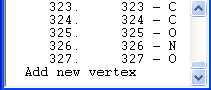 323. 323 - C
324. 324 - C
325. 325 - O
326. 326 - N
327. 327 - O
Add new vertex